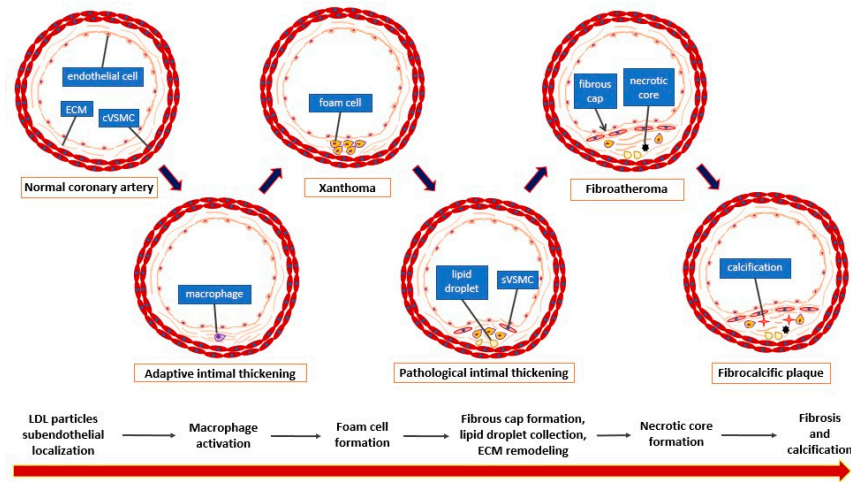 endothelial cell
ECM
cVSMC
Normal coronary artery
foam cell
Xanthoma
fibrous
cap
necrotic
core
Fibroatheroma
macrophage
Adaptive intimal thickening
lipid
droplet
sVSMC
Pathological intimal thickening
calcification
Fibrocalcific plaque
LDL particles
subendothelial
localization
Macrophage
activation
Foam cell
formation
Fibrous cap formation,
lipid droplet collection,
ECM remodeling
Necrotic core
formation
Fibrosis
and
calcification